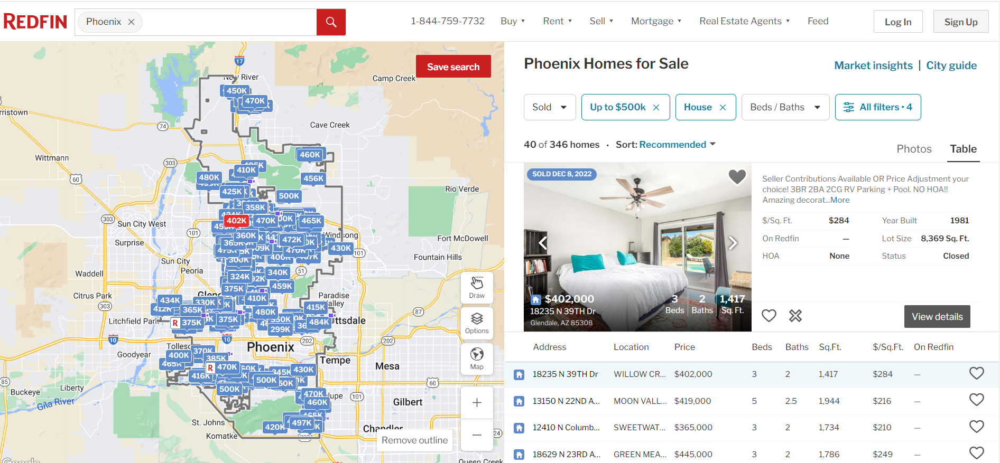 REDFIN
Phoenix
1-844-759-7732
Buy
Rent
Sell
Mortgage
Real Estate Agents
Feed
Log In
Sign Up
Save search
17
New River
Camp Creek
450K
470K
rristown
74
Cave Creek
Wittmann
303
60
460K
410K
480K
456K
Rio Verde
425K
500K
358K
303
Sun City West
402K
470K
465K
101
Windsong
Surprise
360K
472K
430K
101
Fort McDowell
Fountain Hills
Sun City
Peoria
300K
340K
51
Waddell
324K
459K
375K
Citrus Park
303
Paradise
Valley
434K
330K
410K
415K
365K
480K
87
Litchfield Park
R
375K
375K
484K
ttsdale
299K
10
10
202
202
Goodyear
Phoenix
370K
400K
385K
Tempe
Mesa
465K
R
470K
430K
345K
416K
500K
60
85
Buckeye
Liberty
500K
470K
460K
101
Gilbert
Gila River
St. Johns
Komatke
420K
497K
Chandler
24
Queen Creek
Google
Draw
Options
Map
Remove outline
Phoenix Homes for Sale
Market insights | City guide
Sold
Up to $500k
House
Beds / Baths
All filters • 4
40 of 346 homes • Sort: Recommended
Photos
Table
SOLD DEC 8, 2022
$402,000
18235 N 39TH Dr
Glendale, AZ 85308
3
Beds
2
Baths
1,417
Sq. Ft.
Seller Contributions Available OR Price Adjustment your
choice! 3BR 2BA 2CG RV Parking + Pool. NO HOA!!
Amazing decorat...More
$/Sq. Ft. $284 Year Built 1981
On Redfin — Lot Size 8,369 Sq. Ft.
HOA None Status Closed
View details
Address Location Price Beds Baths Sq.Ft. $/Sq.Ft. On Redfin
18235 N 39TH Dr WILLOW CR... $402,000 3 2 1,417 $284 —
13150 N 22ND A... MOON VALL... $419,000 5 2.5 1,944 $216 —
12410 N Columb... SWEETWAT... $365,000 3 2 1,734 $210 —
18629 N 23RD A... GREEN MEA... $445,000 3 2 1,786 $249 —